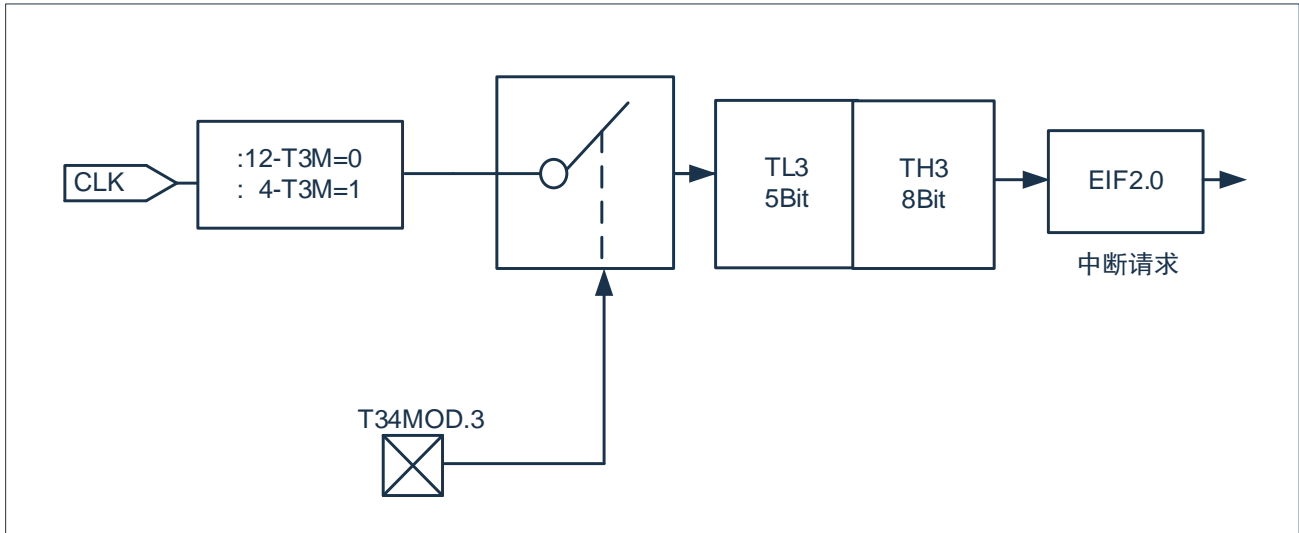 CLK
:12-T3M=0
: 4-T3M=1
TL3
5Bit
TH3
8Bit
EIF2.0
中断请求
T34MOD.3